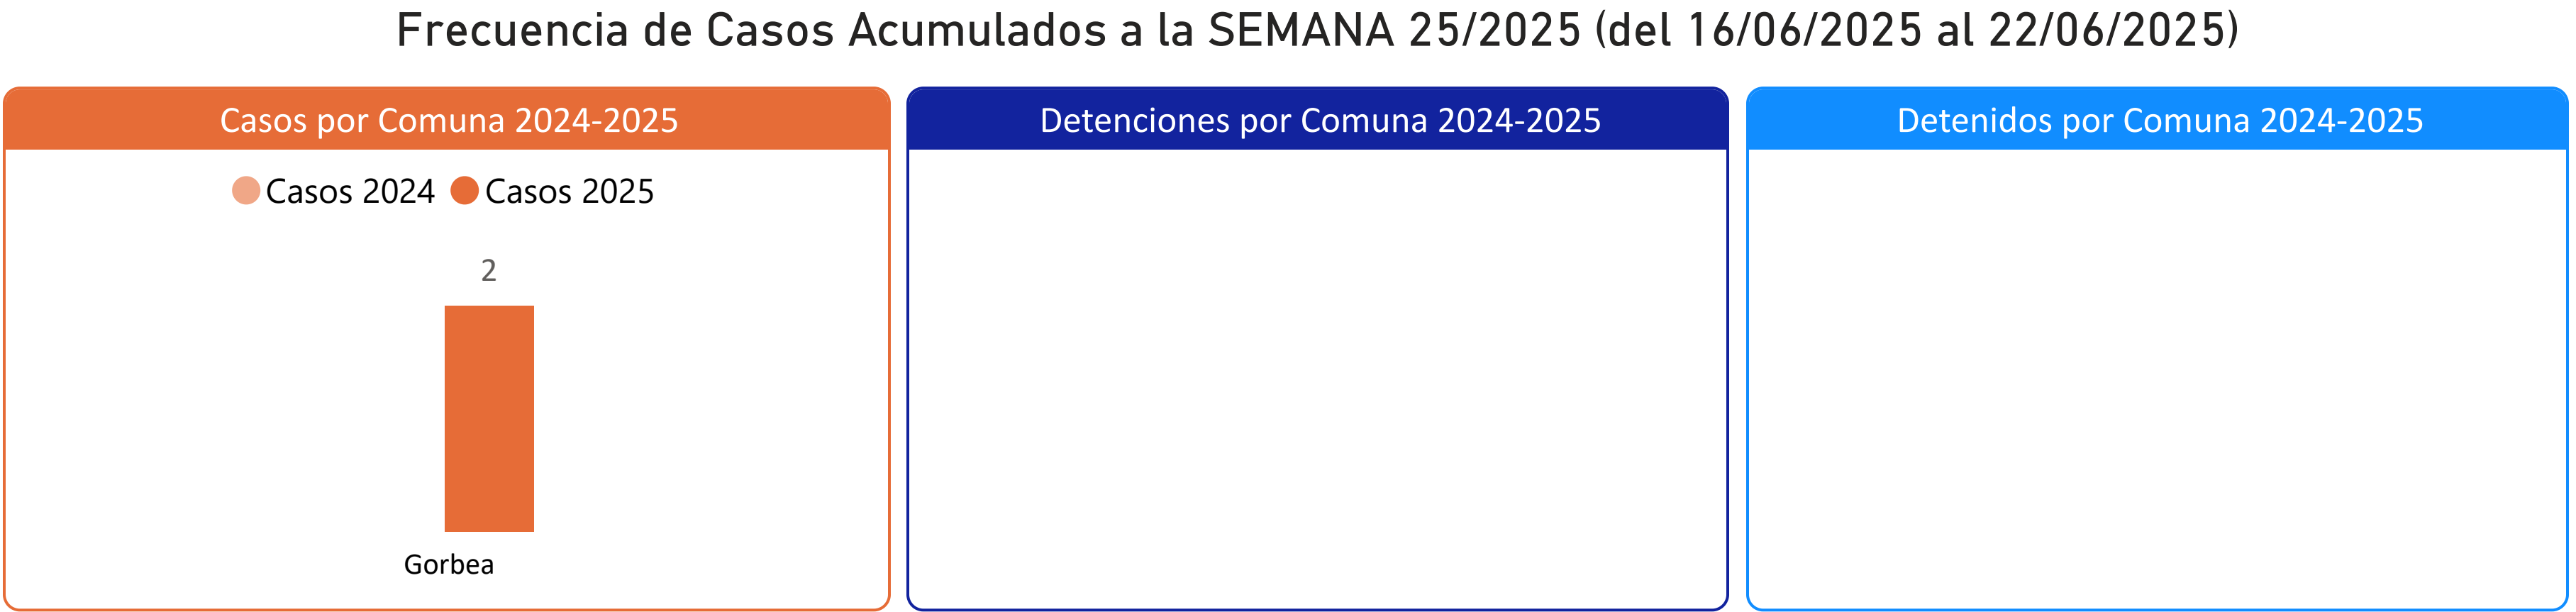 Frecuencia de Casos Acumulados a la SEMANA 25/2025 (del 16/06/2025 al 22/06/2025)
Casos por Comuna 2024-2025
Casos 2024 Casos 2025
2
Gorbea
Detenciones por Comuna 2024-2025
Detenidos por Comuna 2024-2025